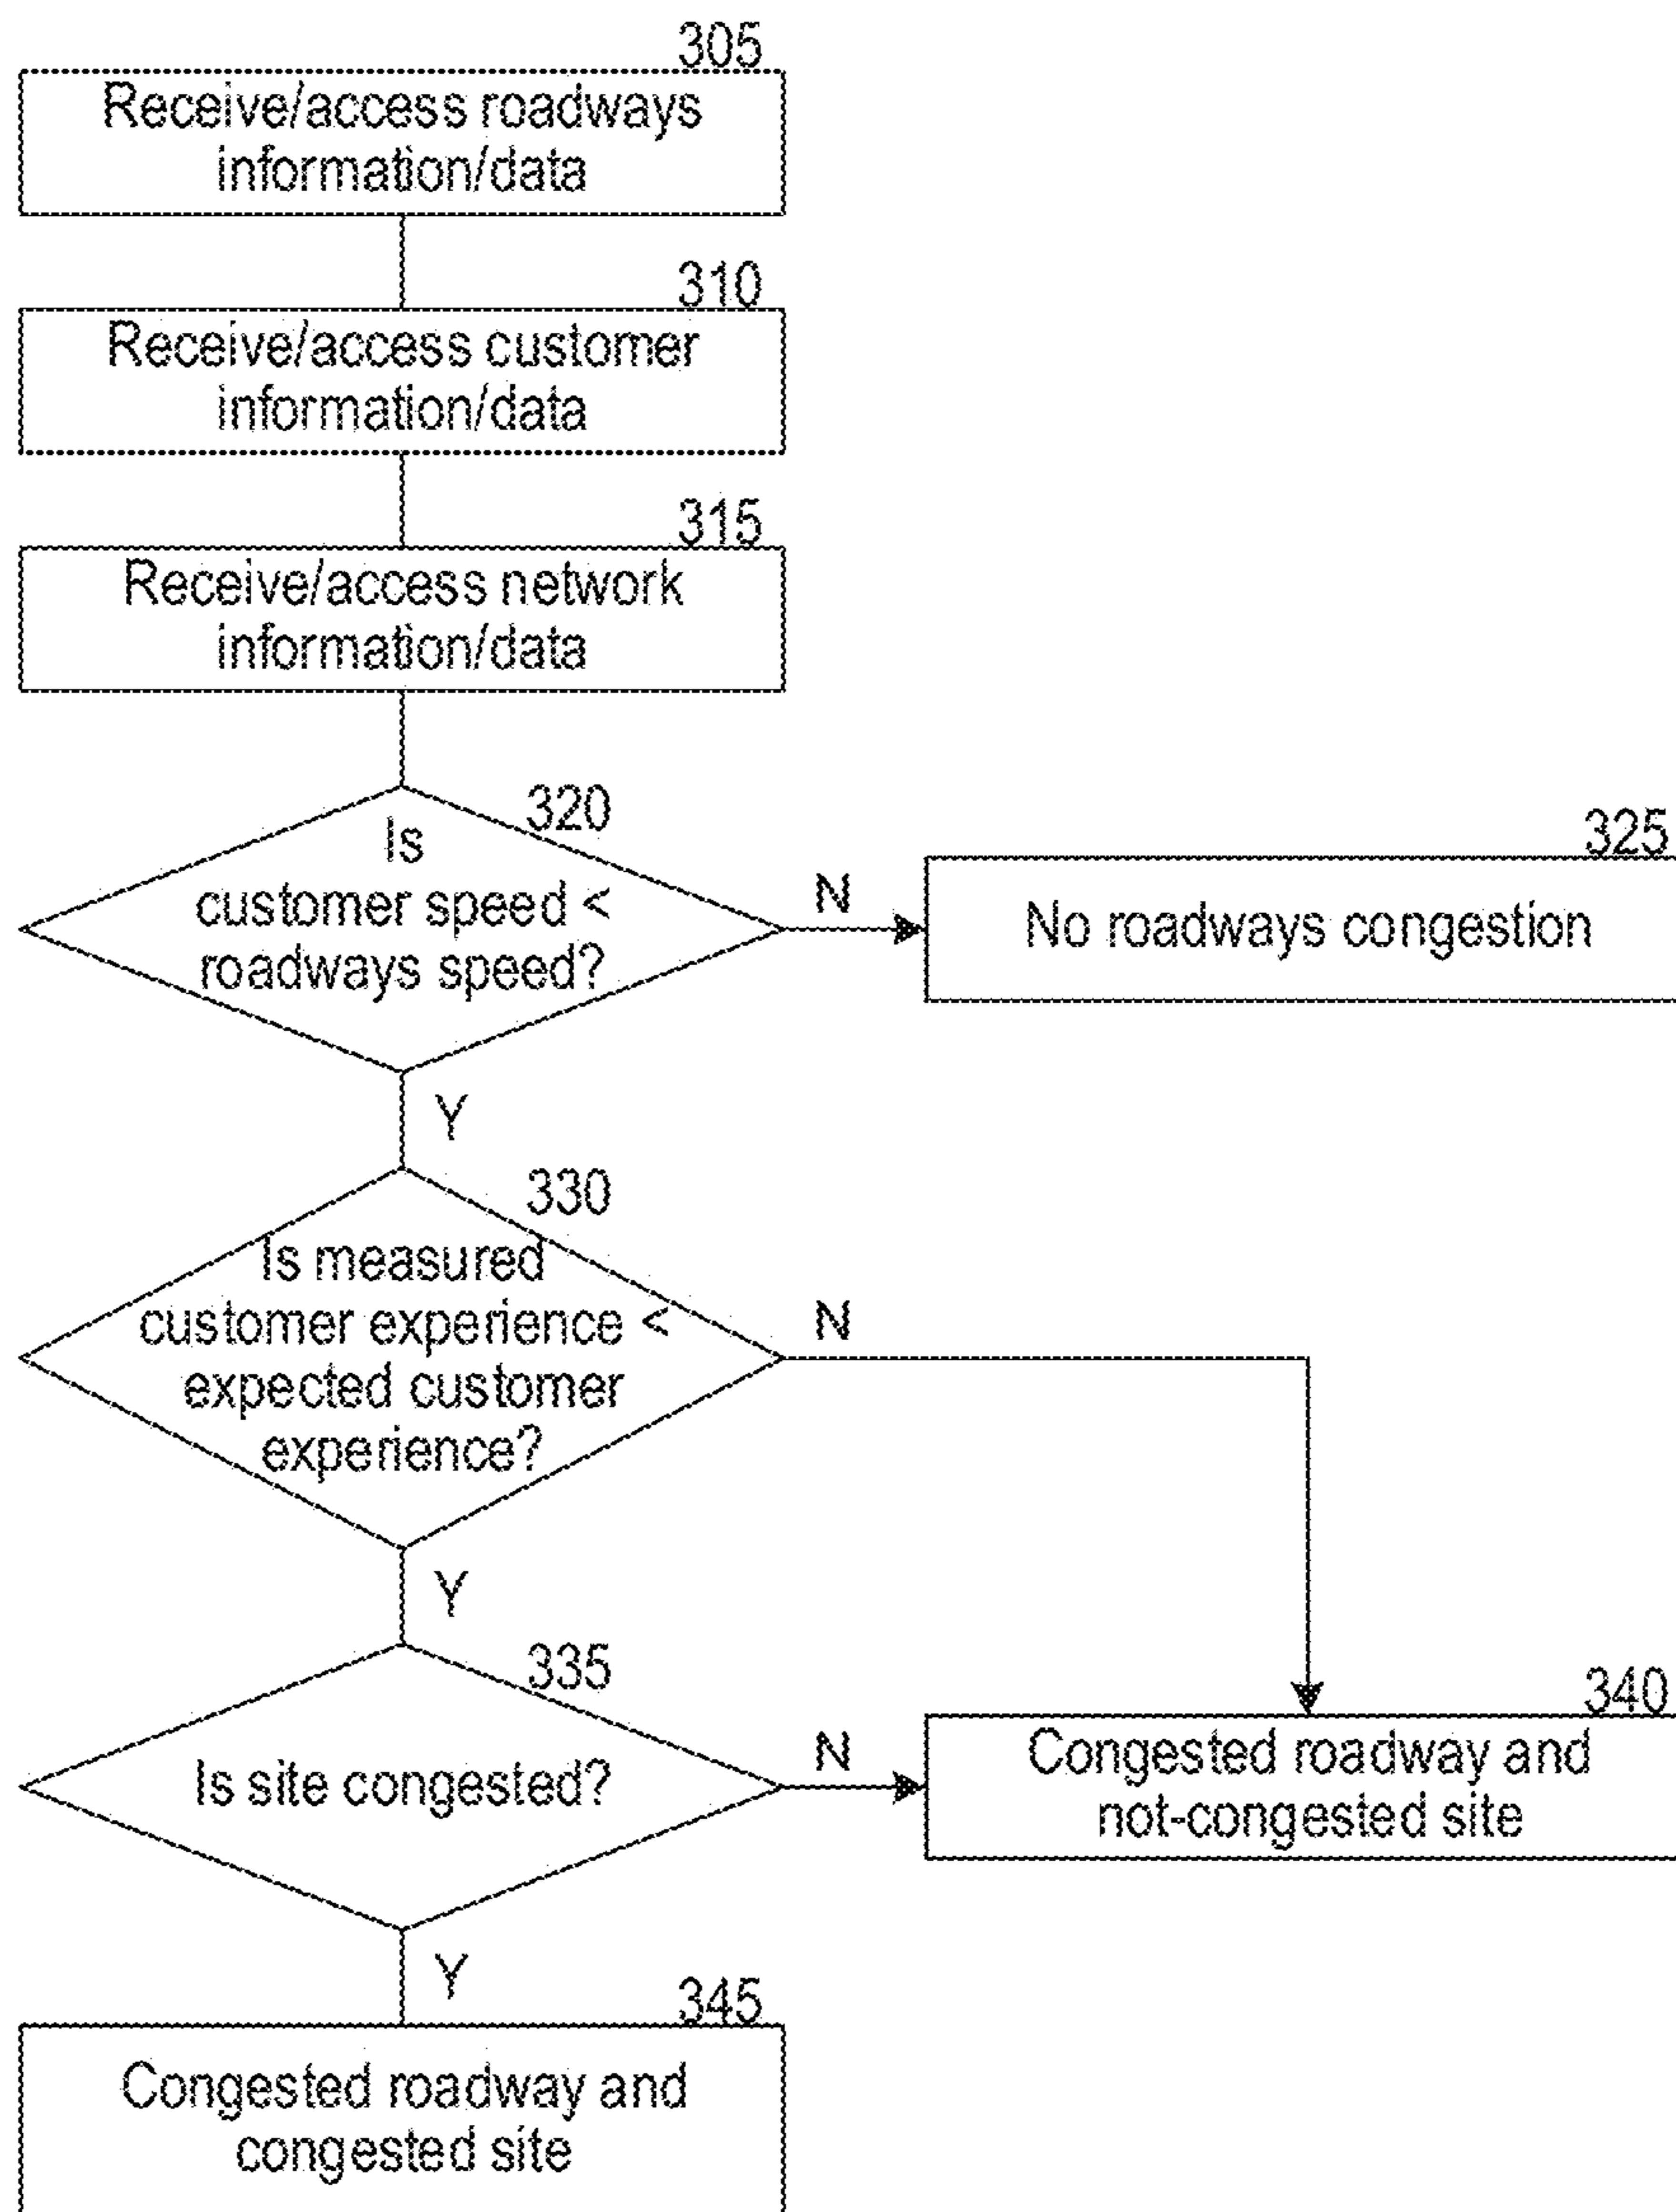 305
Receive/access roadways
information/data
310
Receive/access customer
information/data
315
Receive/access network
information/data
320
Is
customer speed <
roadways speed?
N
325
No roadways congestion
Y
330
Is measured
customer experience <
expected customer
experience?
N
Y
335
Is site congested?
N
340
Congested roadway and
not-congested site
Y
345
Congested roadway and
congested site